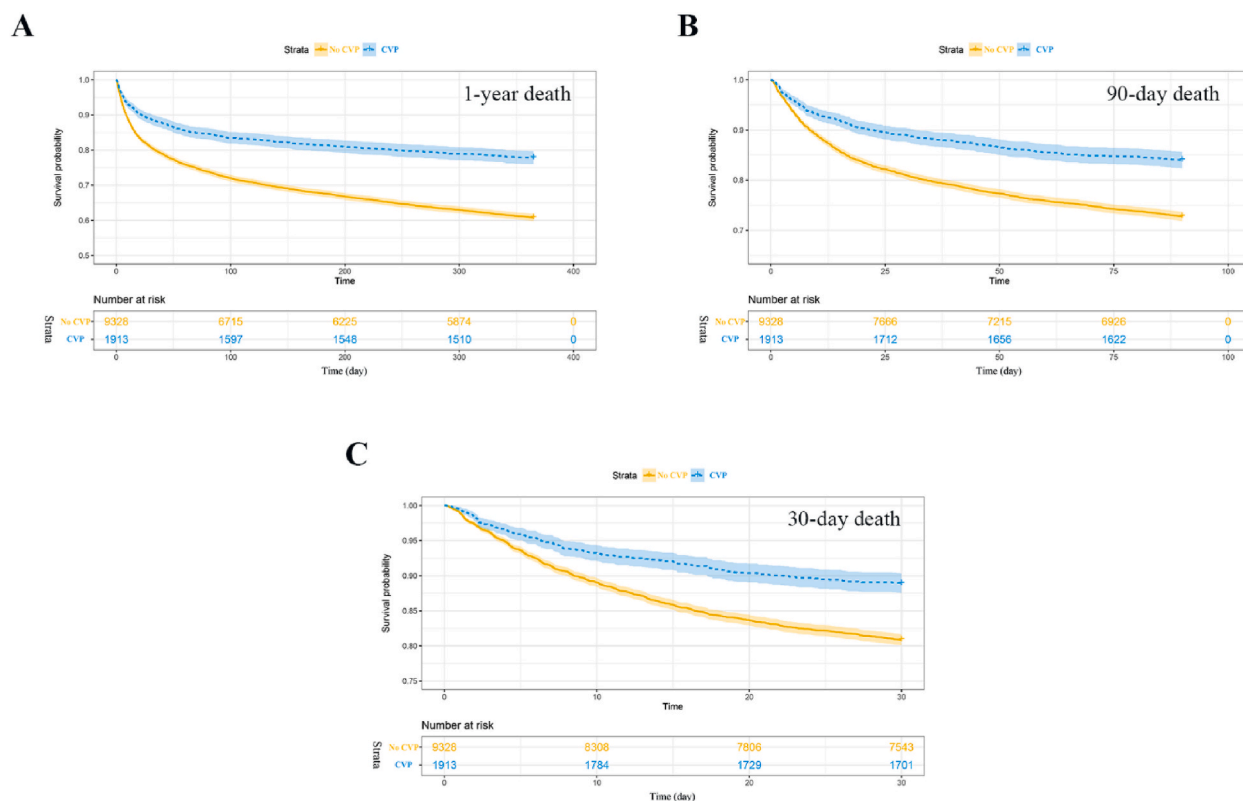 A
Strata No CVP CVP
1.0
0.9
0.8
0.7
0.6
0.5
Survival probability
1-year death
0 100 200 300 400
Time
Number at risk
Strata
No CVP 9328 6715 6225 5874 0
CVP 1913 1597 1548 1510 0
0 100 200 300 400
Time (day)
B
Strata No CVP CVP
1.0
0.9
0.8
0.7
Survival probability
90-day death
0 25 50 75 100
Time
Number at risk
Strata
No CVP 9328 7666 7215 6926 0
CVP 1913 1712 1656 1622 0
0 25 50 75 100
Time (day)
C
Strata No CVP CVP
1.00
0.95
0.90
0.85
0.80
0.75
Survival probability
30-day death
0 10 20 30
Time
Number at risk
Strata
No CVP 9328 8308 7806 7543
CVP 1913 1784 1729 1701
0 10 20 30
Time (day)